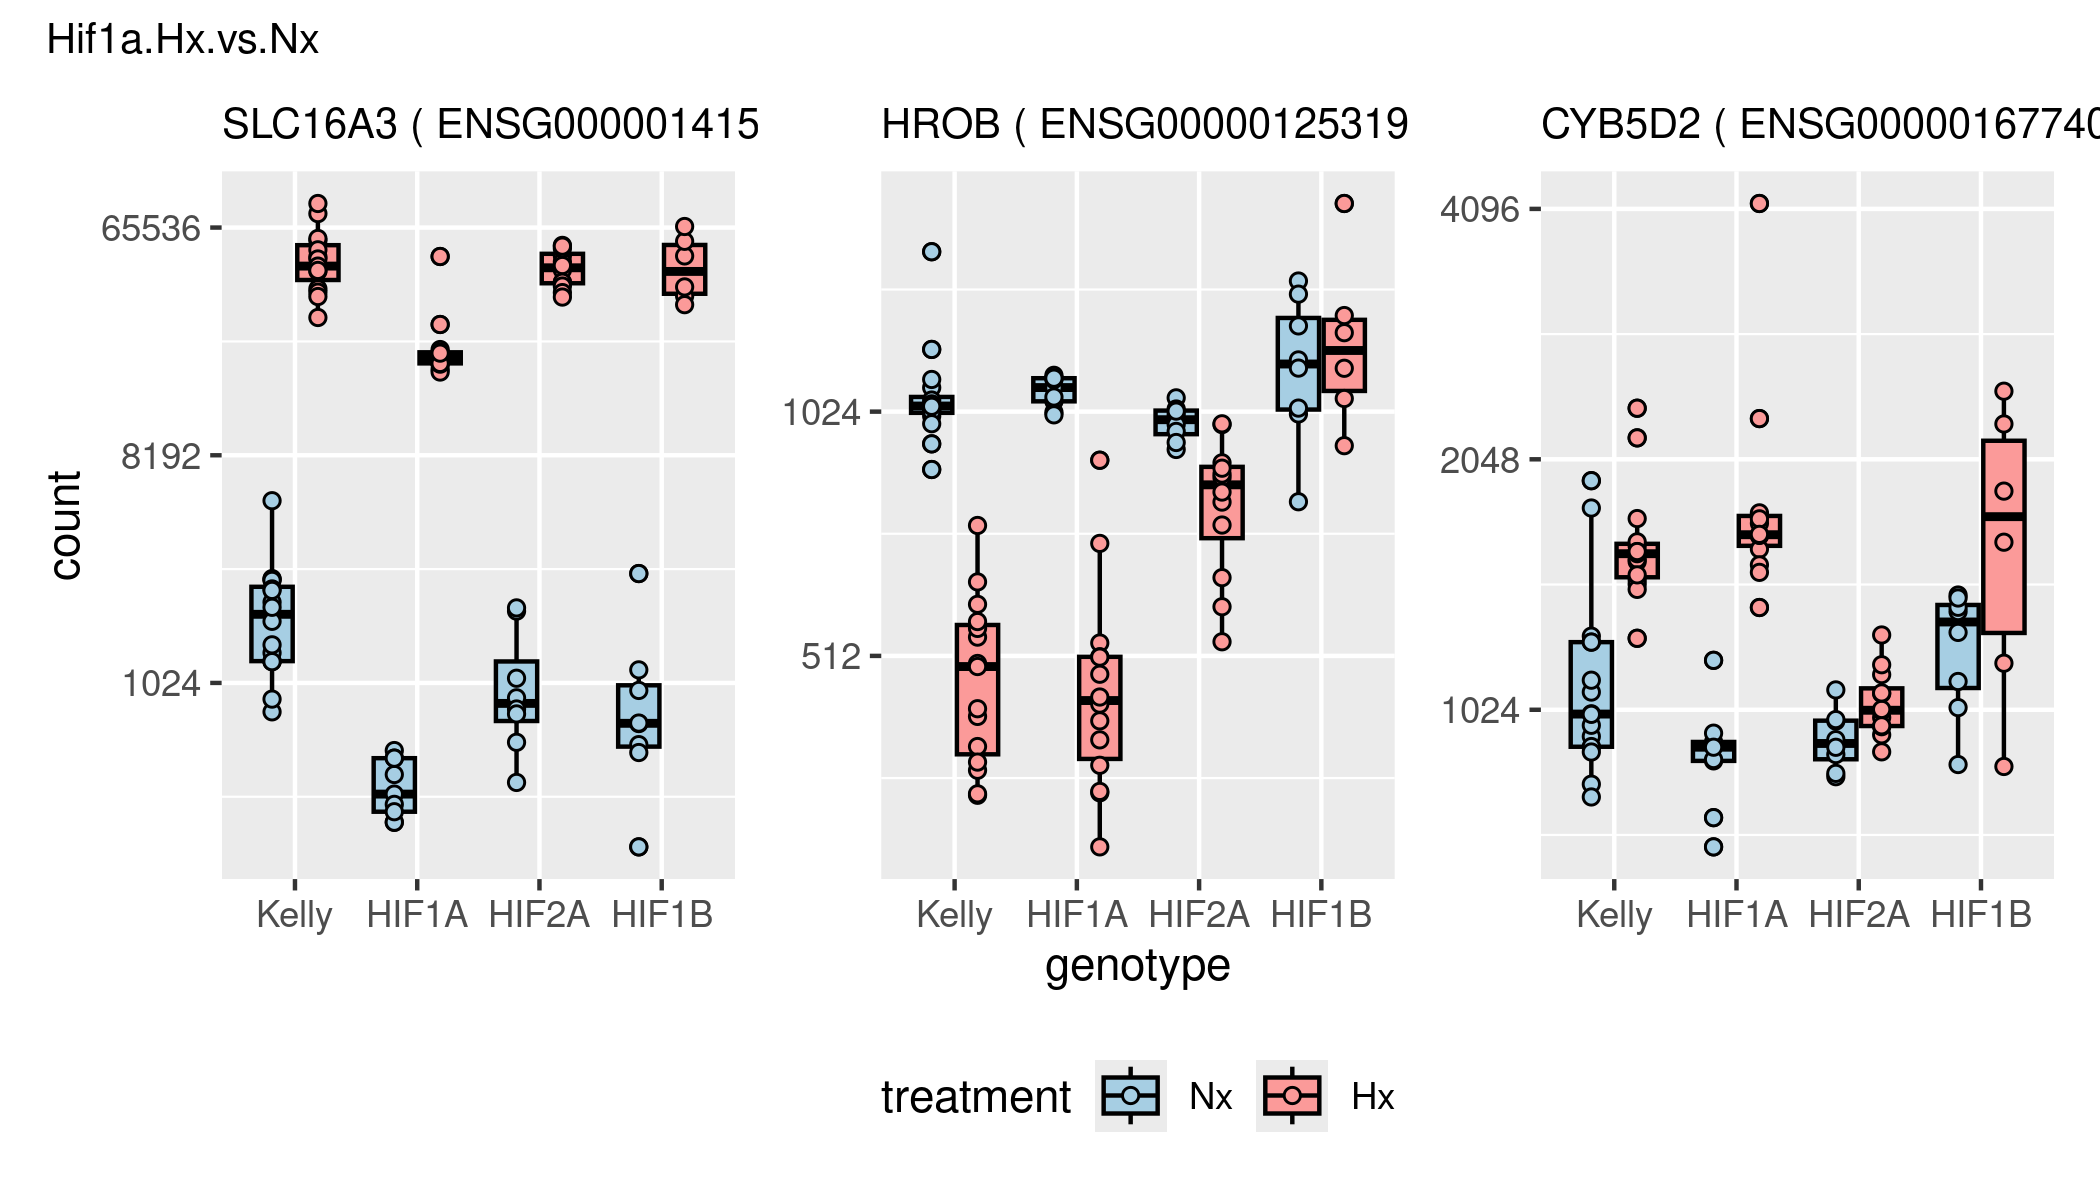 Hif1a.Hx.vs.Nx
SLC16A3 ( ENSG000001415
HROB ( ENSG00000125319
CYB5D2 ( ENSG00000167740
count
65536
8192
1024
1024
512
4096
2048
1024
Kelly HIF1A HIF2A HIF1B
Kelly HIF1A HIF2A HIF1B
Kelly HIF1A HIF2A HIF1B
genotype
treatment Nx Hx